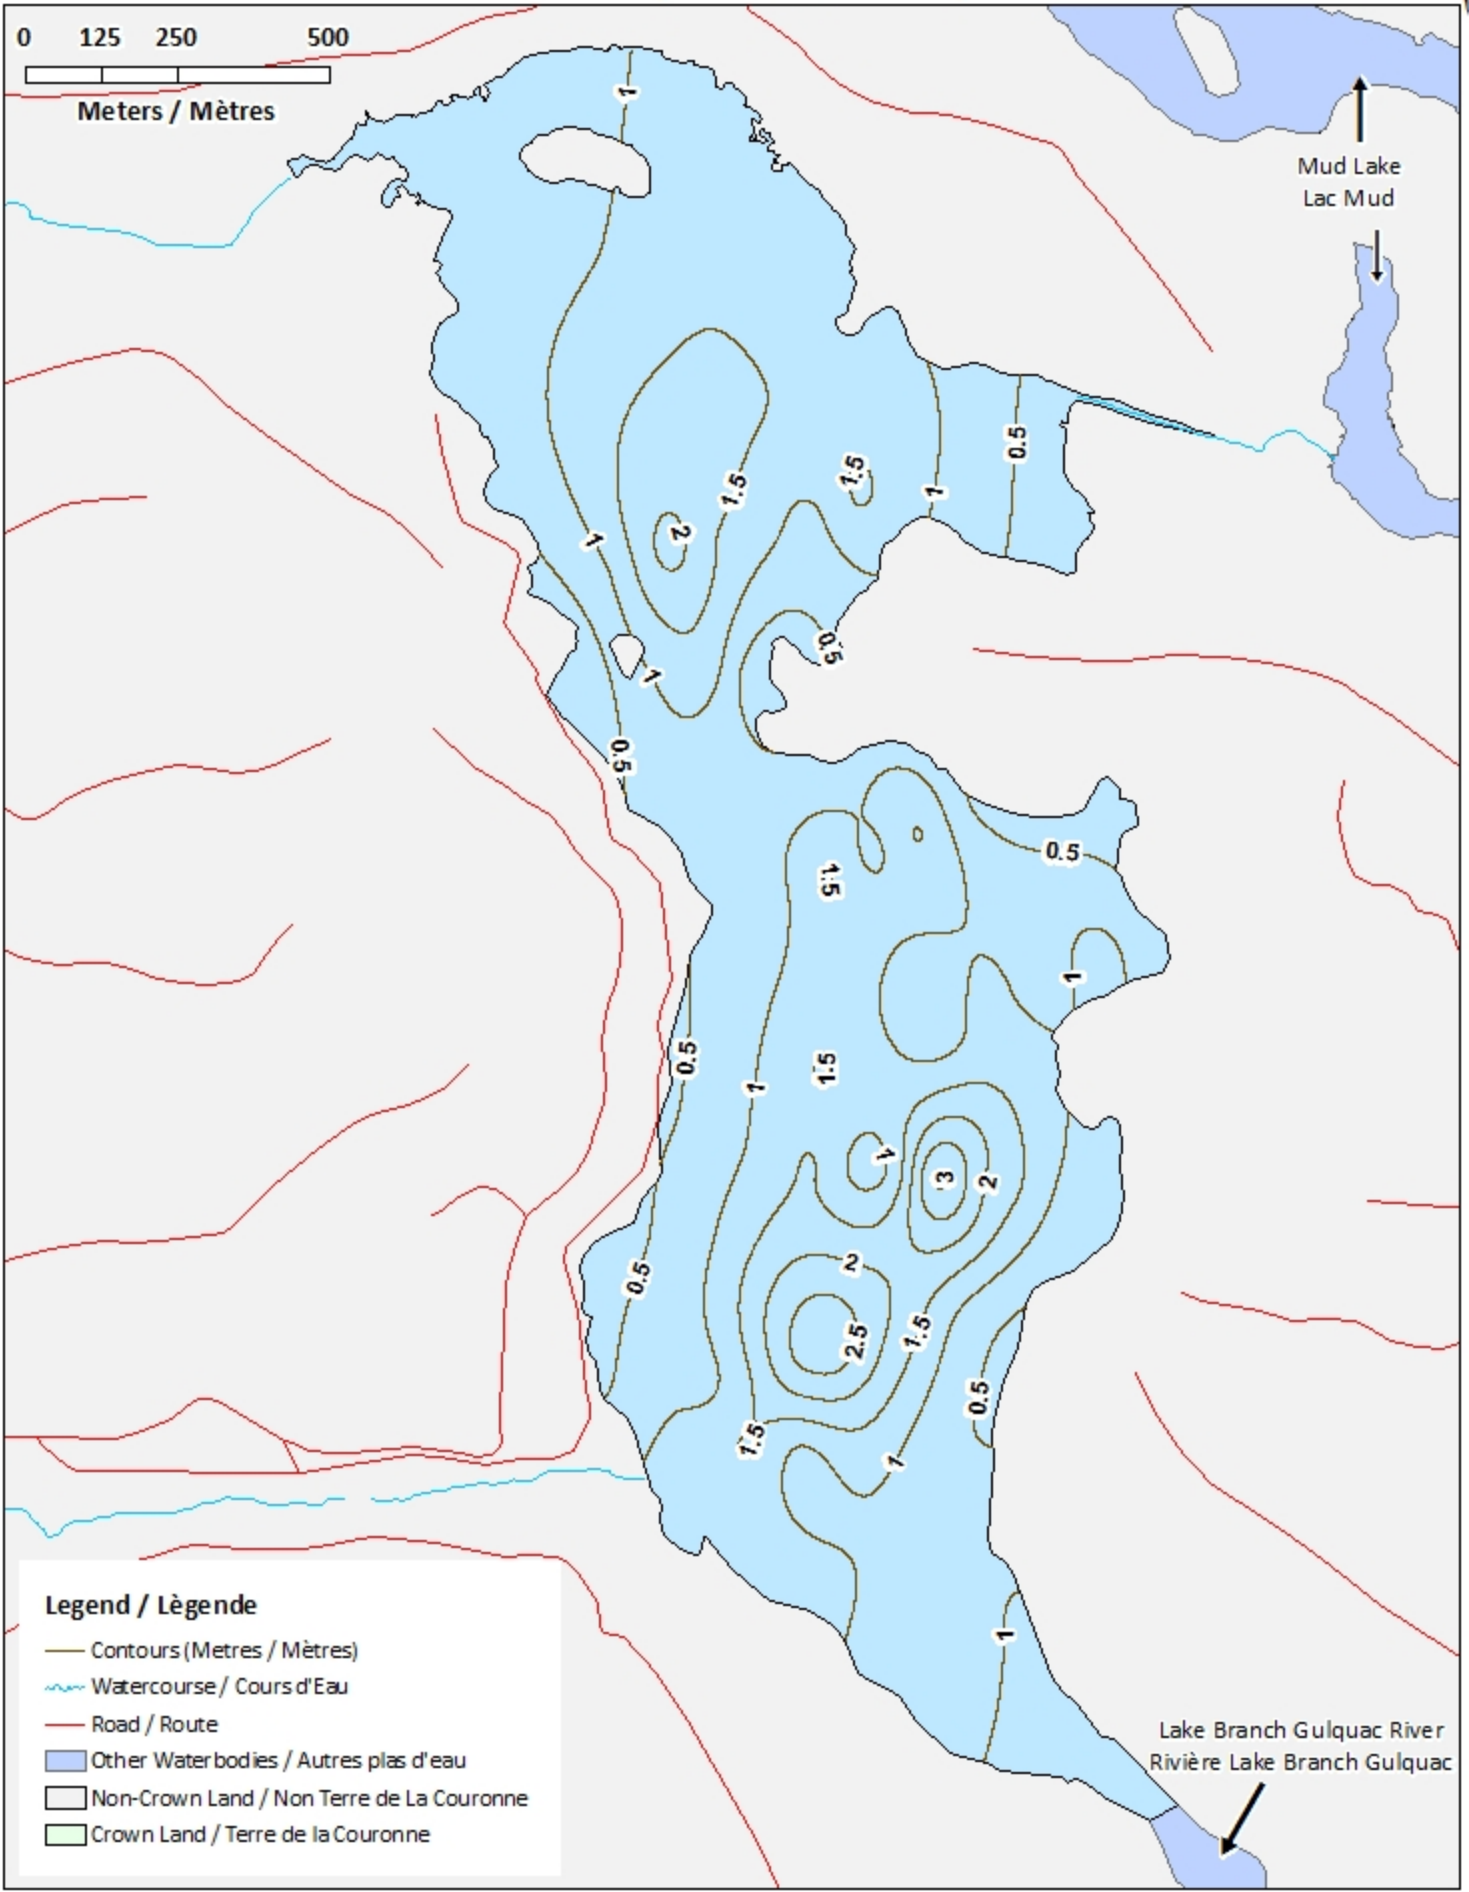 0 125 250 500
Meters / Mètres
1
Mud Lake
Lac Mud
0.5
1.5
1.5
1
2
1
0.5
1
0.5
0.5
1.5
1
0.5
1.5
1
1
3
2
2
0.5
1.5
2.5
0.5
1.5
1
1
Legend / Lègende
Contours (Metres / Mètres)
Watercourse / Cours d'Eau
Road / Route
Other Waterbodies / Autres plas d'eau
Non-Crown Land / Non Terre de La Couronne
Crown Land / Terre de la Couronne
Lake Branch Gulquac River
Rivière Lake Branch Gulquac